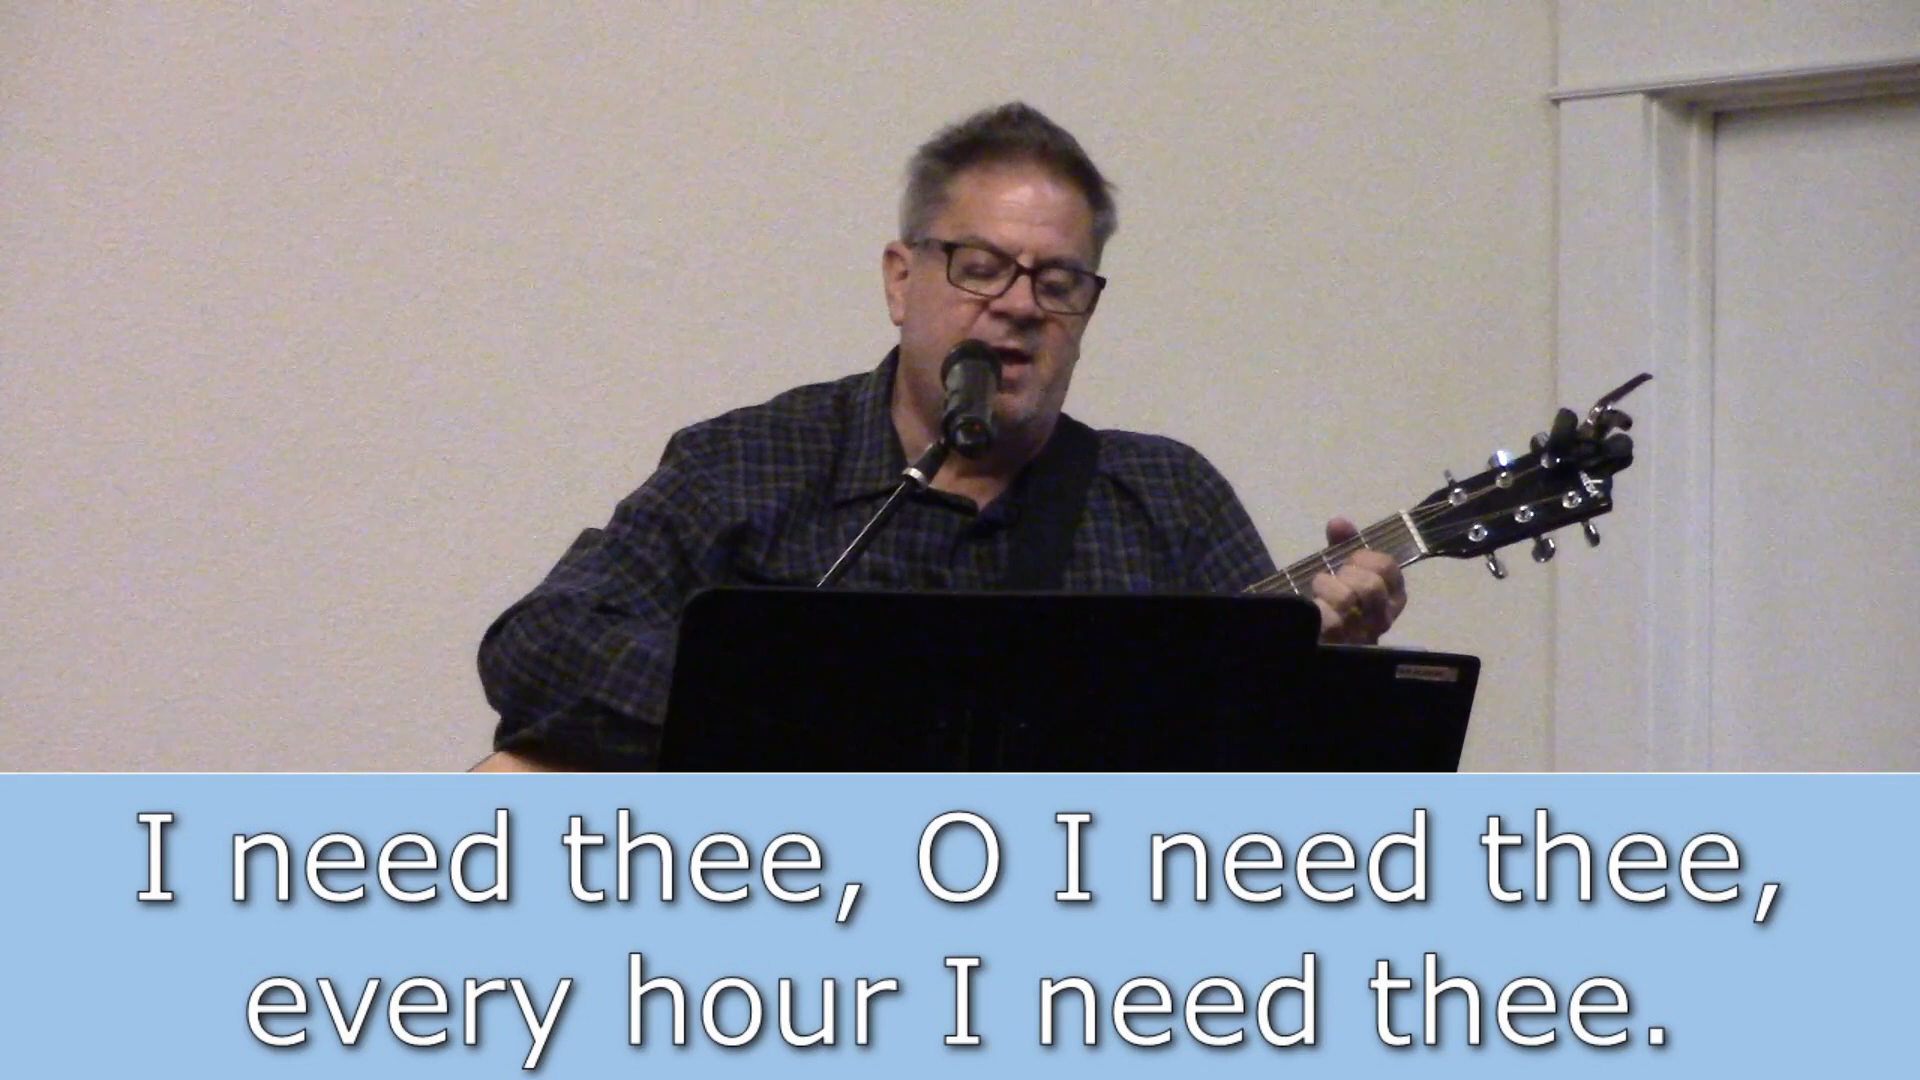 I need thee, O I need thee,
every hour I need thee.